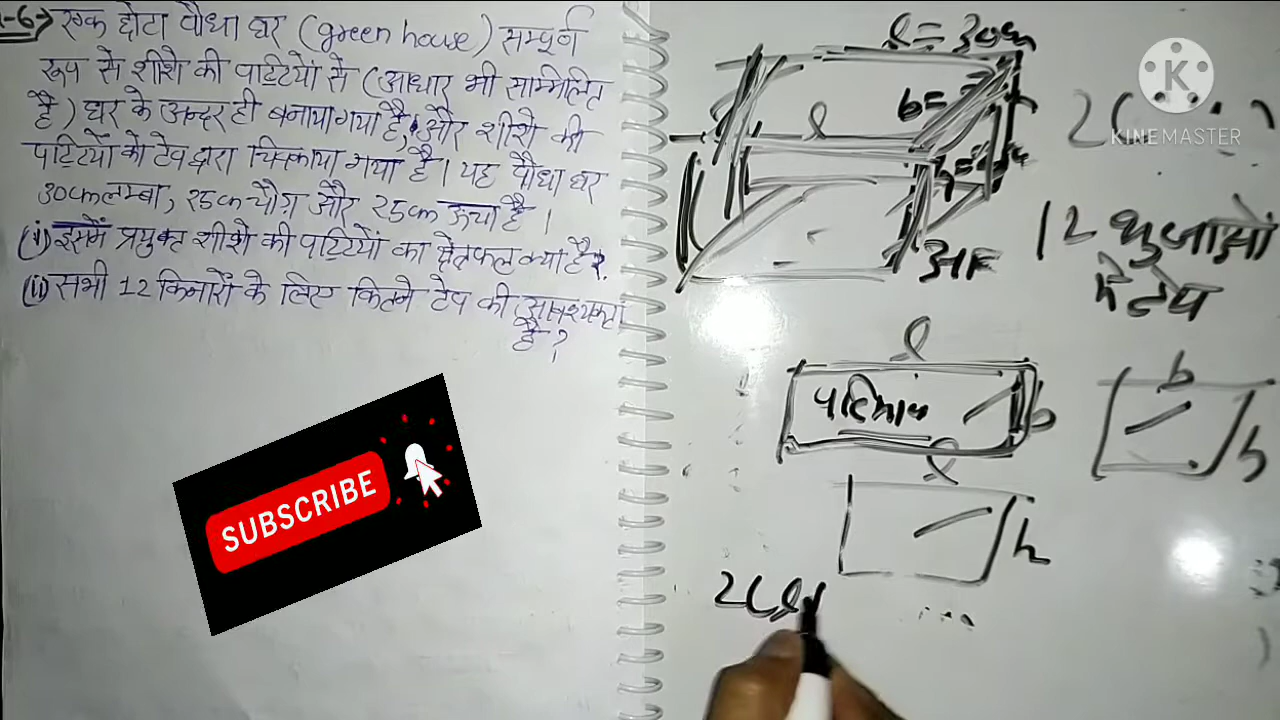 -6→ एक छोटा पौधा घर (green house) सम्पूर्ण
रूप से शीशे की पट्टियों से (आधार भी सम्मिलित
है) घर के अन्दर ही बनाया गया है, और शीशे की
पट्टियों को टेप द्वारा चिपकाया गया है। यह पौधा घर
30cm लम्बा, 25cm चौड़ा और 25cm ऊंचा है।
(i) इसमें प्रयुक्त शीशे की पट्टियों का क्षेत्रफल क्या है?
(ii) सभी 12 किनारों के लिए कितने टेप की आवश्यकता
है?
SUBSCRIBE
l = 30cm
b =
l
h
K
KINEMASTER
2(
12 भुजाओं
में टेप
l
b
l
h
b
h
2(l